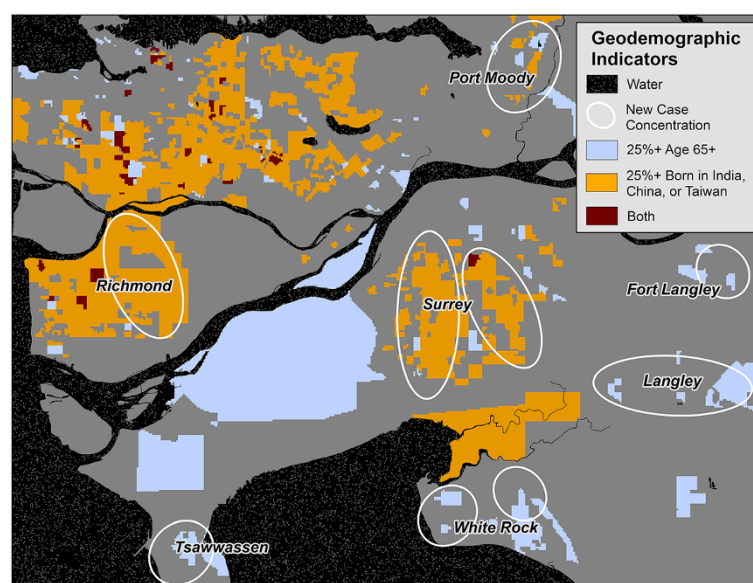 Geodemographic
Indicators
Water
New Case
Concentration
25%+ Age 65+
25%+ Born in India,
China, or Taiwan
Both
Port Moody
Richmond
Surrey
Fort Langley
Langley
White Rock
Tsawwassen